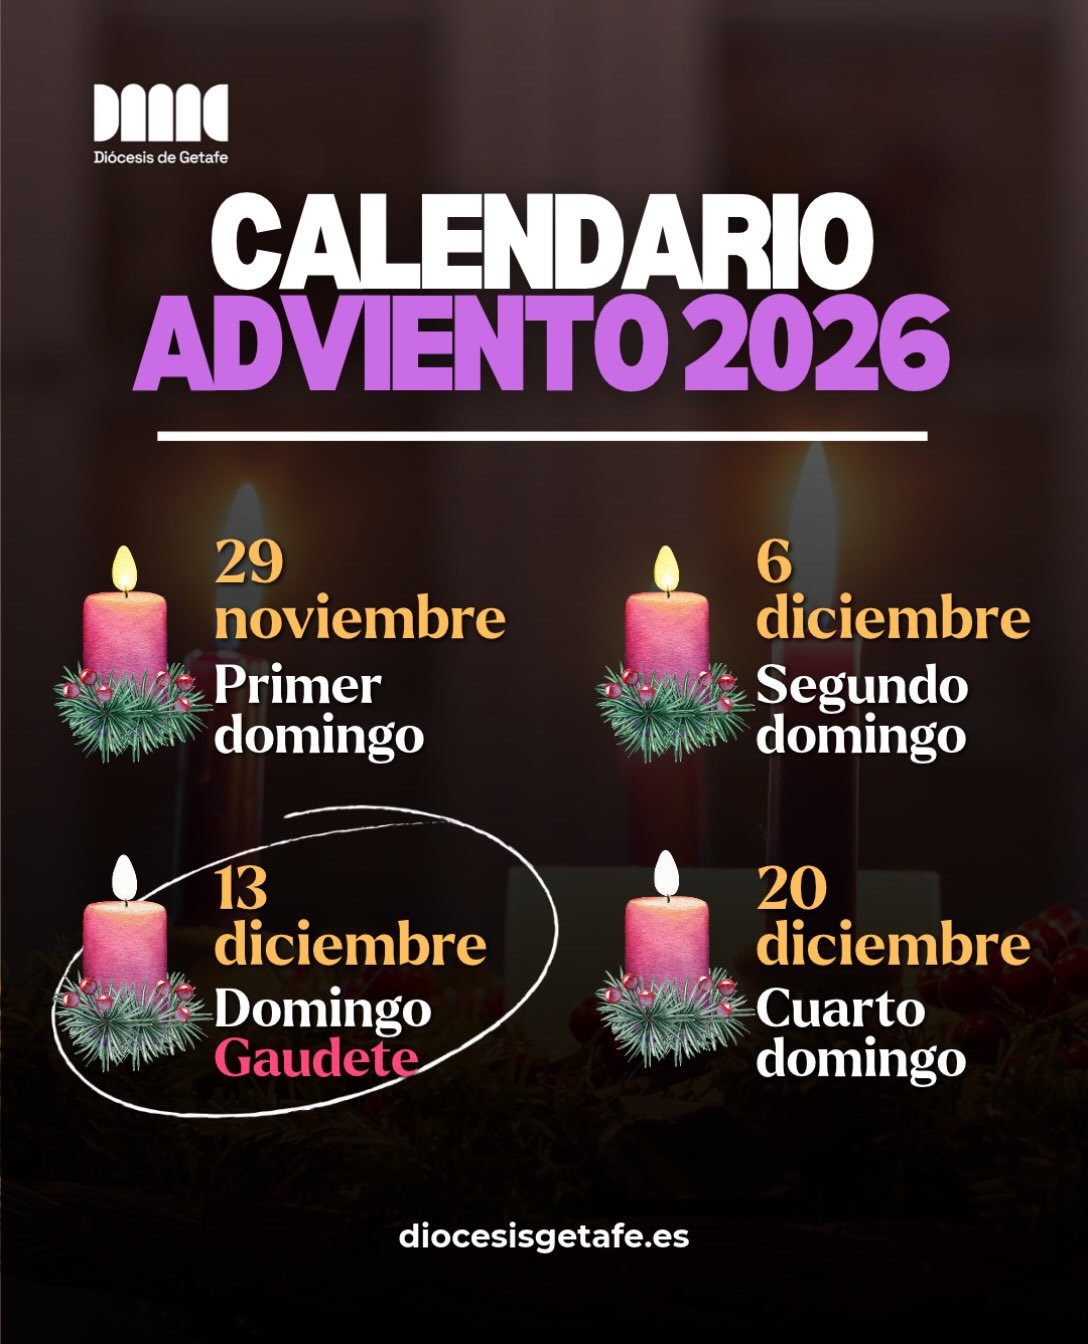 Diócesis de Getafe
CALENDARIO
ADVIENTO 2026
29
noviembre
Primer
domingo
6
diciembre
Segundo
domingo
13
diciembre
Domingo
Gaudete
20
diciembre
Cuarto
domingo
diocesisgetafe.es